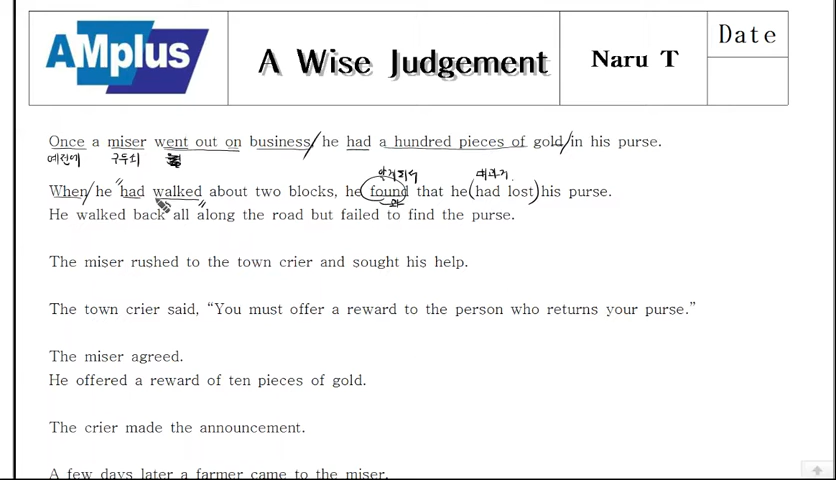 AMplus
A Wise Judgement
Naru T
Date
Once a miser went out on business, he had a hundred pieces of gold in his purse.
예전에 구두쇠
대과거
When he had walked about two blocks, he found that he had lost his purse.
He walked back all along the road but failed to find the purse.
The miser rushed to the town crier and sought his help.
The town crier said, “You must offer a reward to the person who returns your purse.”
The miser agreed.
He offered a reward of ten pieces of gold.
The crier made the announcement.
A few days later a farmer came to the miser.